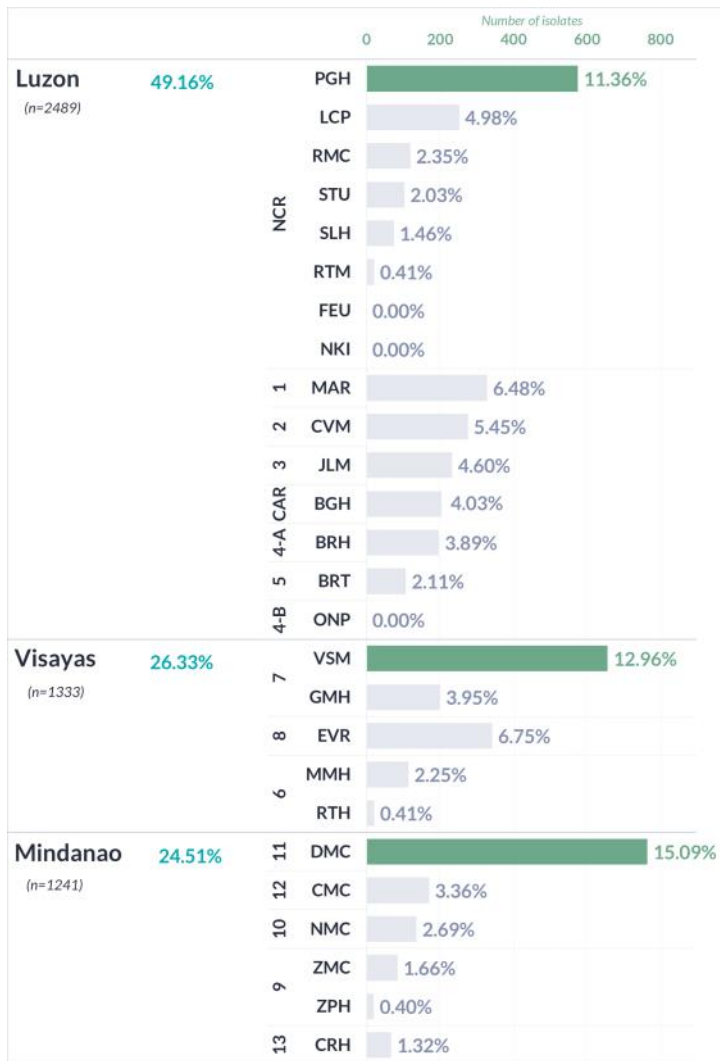 Number of isolates
0 200 400 600 800
Luzon 49.16%
(n=2489)
NCR
PGH 11.36%
LCP 4.98%
RMC 2.35%
STU 2.03%
SLH 1.46%
RTM 0.41%
FEU 0.00%
NKI 0.00%
1 MAR 6.48%
2 CVM 5.45%
3 JLM 4.60%
CAR BGH 4.03%
4-A BRH 3.89%
5 BRT 2.11%
4-B ONP 0.00%
Visayas 26.33%
(n=1333)
7
VSM 12.96%
GMH 3.95%
8 EVR 6.75%
6
MMH 2.25%
RTH 0.41%
Mindanao 24.51%
(n=1241)
11 DMC 15.09%
12 CMC 3.36%
10 NMC 2.69%
9
ZMC 1.66%
ZPH 0.40%
13 CRH 1.32%